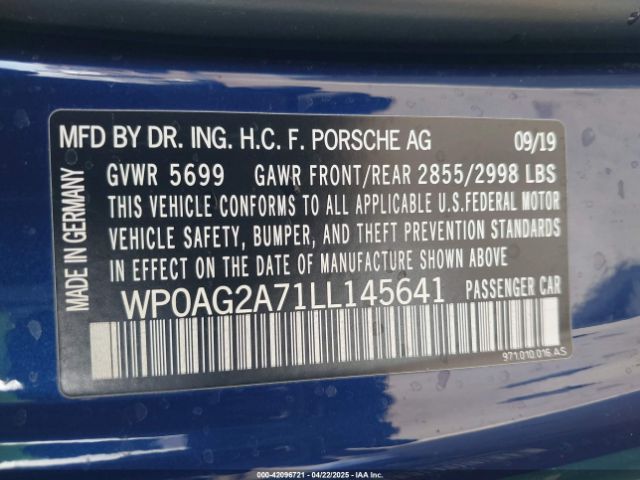 MFD BY DR. ING. H.C. F. PORSCHE AG 09/19
GVWR 5699 GAWR FRONT/REAR 2855/2998 LBS
THIS VEHICLE CONFORMS TO ALL APPLICABLE U.S. FEDERAL MOTOR
VEHICLE SAFETY, BUMPER, AND THEFT PREVENTION STANDARDS
IN EFFECT ON THE DATE OF MANUFACTURE SHOWN ABOVE.
WP0AG2A71LL145641 PASSENGER CAR
971.010.016.AS
MADE IN GERMANY
000-42096721 - 04/22/2025 - IAAI.COM